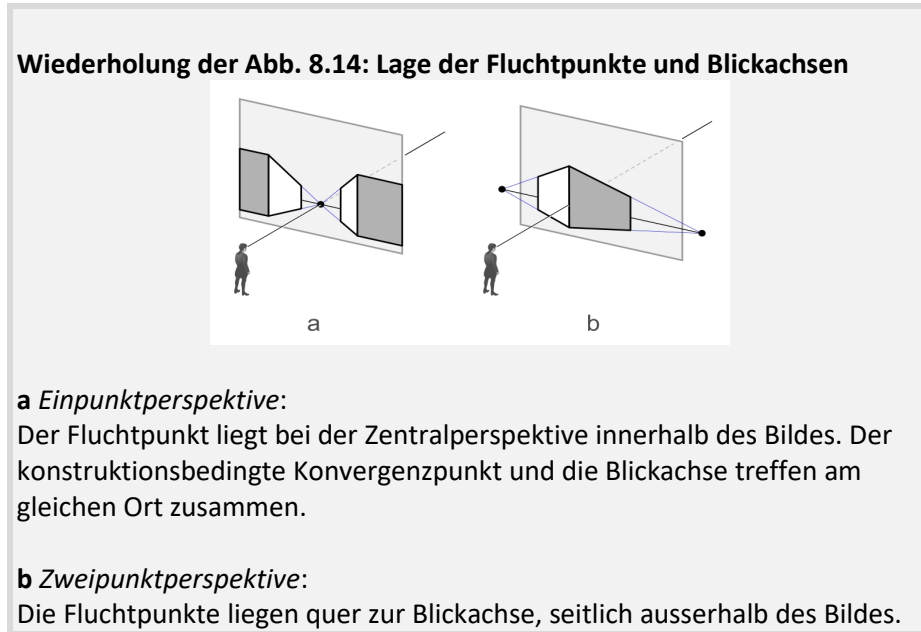 Wiederholung der Abb. 8.14: Lage der Fluchtpunkte und Blickachsen
a b
a Einpunktperspektive:
Der Fluchtpunkt liegt bei der Zentralperspektive innerhalb des Bildes. Der
konstruktionsbedingte Konvergenzpunkt und die Blickachse treffen am
gleichen Ort zusammen.
b Zweipunktperspektive:
Die Fluchtpunkte liegen quer zur Blickachse, seitlich ausserhalb des Bildes.